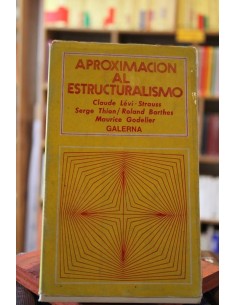 APROXIMACION
AL
ESTRUCTURALISMO
Claude Lévi-Strauss
Serge Thion/Roland Barthes
Maurice Godelier
GALERNA